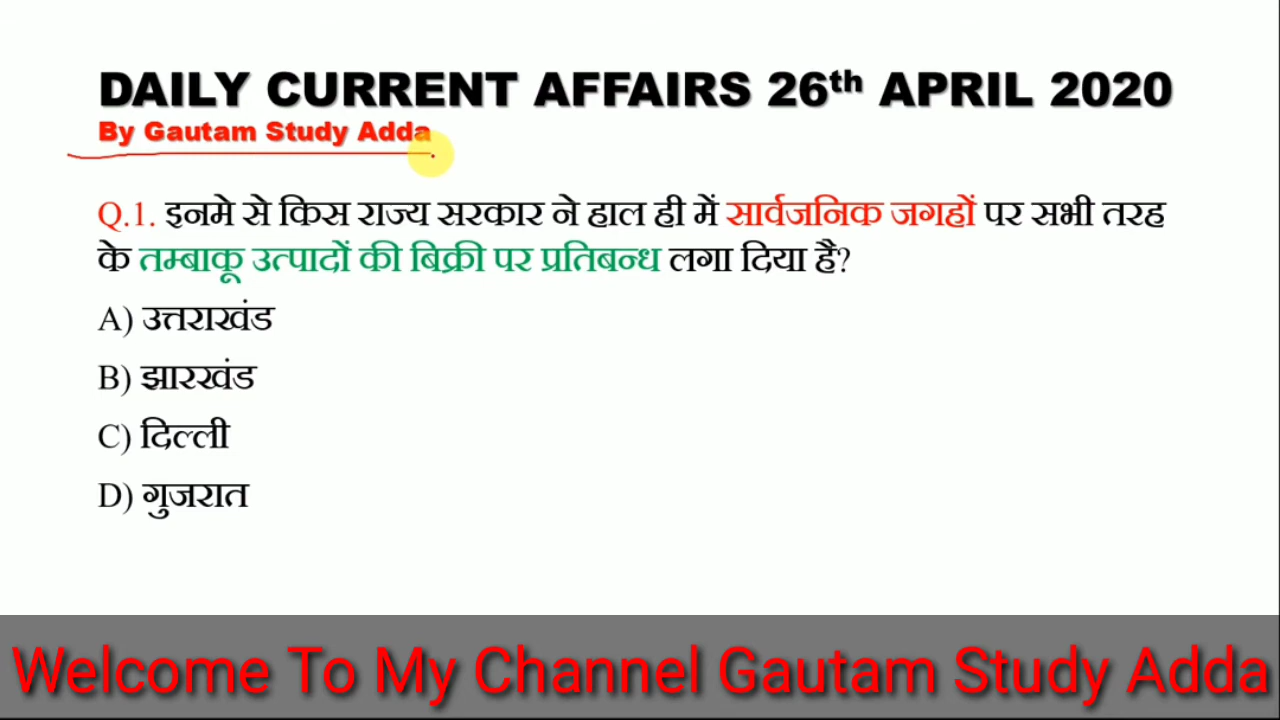 DAILY CURRENT AFFAIRS 26th APRIL 2020
By Gautam Study Adda
Q.1. इनमे से किस राज्य सरकार ने हाल ही में सार्वजनिक जगहों पर सभी तरह
के तम्बाकू उत्पादों की बिक्री पर प्रतिबन्ध लगा दिया है?
A) उत्तराखंड
B) झारखंड
C) दिल्ली
D) गुजरात
Welcome To My Channel Gautam Study Adda